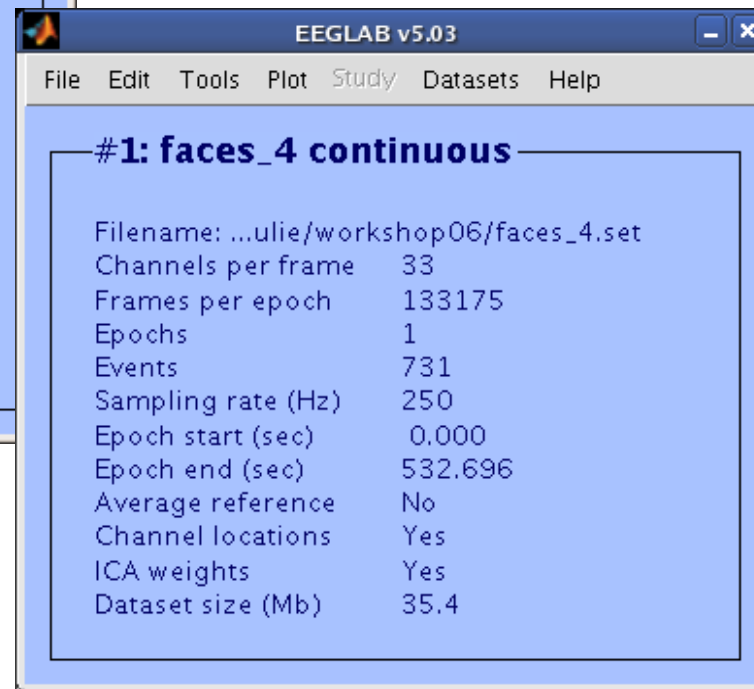 EEGLAB v5.03
File Edit Tools Plot Study Datasets Help
#1: faces_4 continuous
Filename: ...ulie/workshop06/faces_4.set
Channels per frame 33
Frames per epoch 133175
Epochs 1
Events 731
Sampling rate (Hz) 250
Epoch start (sec) 0.000
Epoch end (sec) 532.696
Average reference No
Channel locations Yes
ICA weights Yes
Dataset size (Mb) 35.4